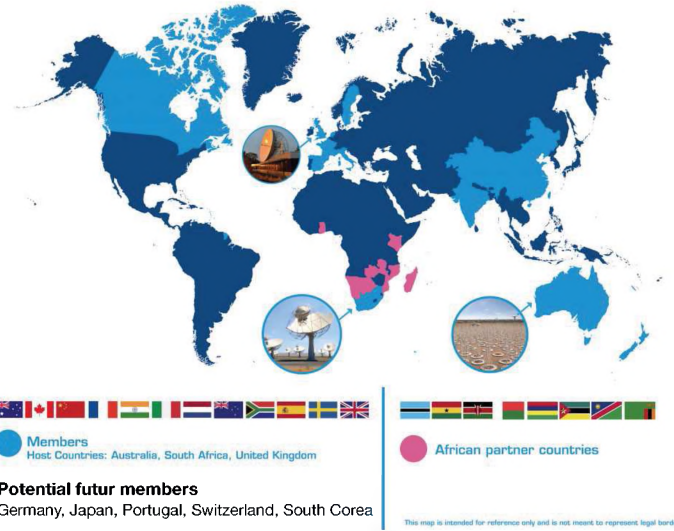 Members
Host Countries: Australia, South Africa, United Kingdom
African partner countries
Potential futur members
Germany, Japan, Portugal, Switzerland, South Corea
This map is intended for reference only and is not meant to represent legal bord